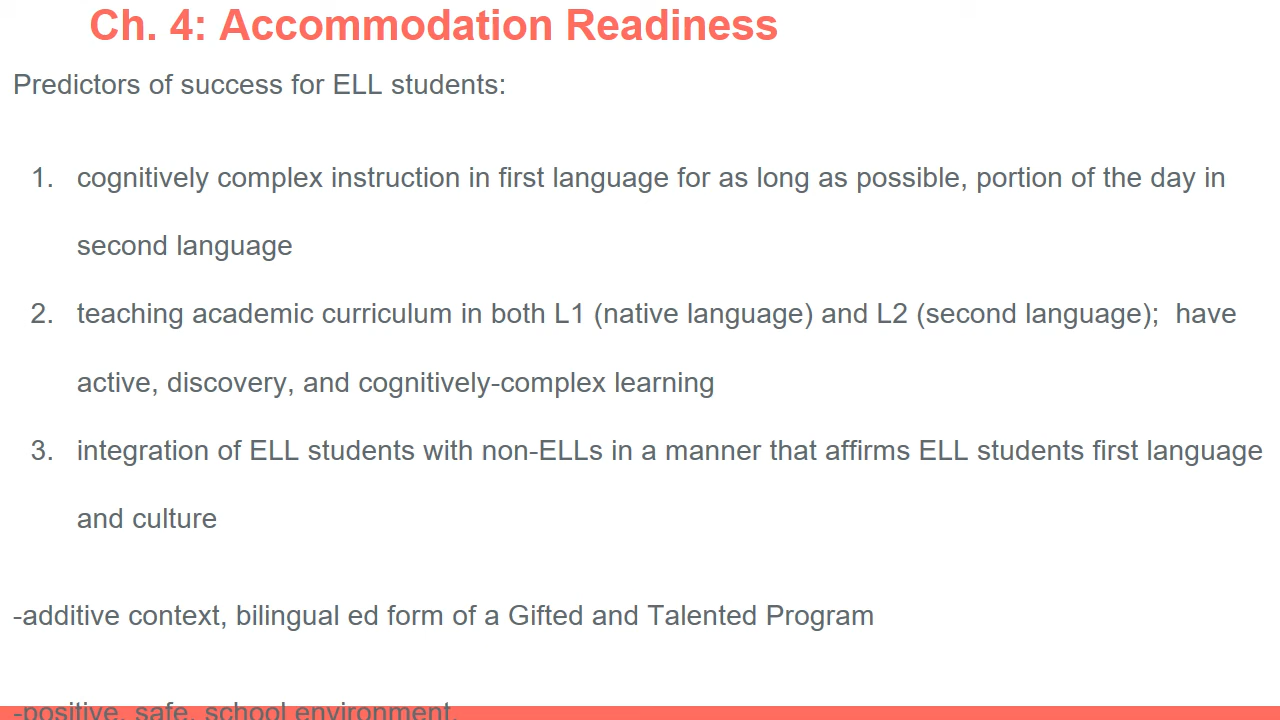 Ch. 4: Accommodation Readiness
Predictors of success for ELL students:
1. cognitively complex instruction in first language for as long as possible, portion of the day in
second language
2. teaching academic curriculum in both L1 (native language) and L2 (second language);  have
active, discovery, and cognitively-complex learning
3. integration of ELL students with non-ELLs in a manner that affirms ELL students first language
and culture
-additive context, bilingual ed form of a Gifted and Talented Program
-positive, safe, school environment.